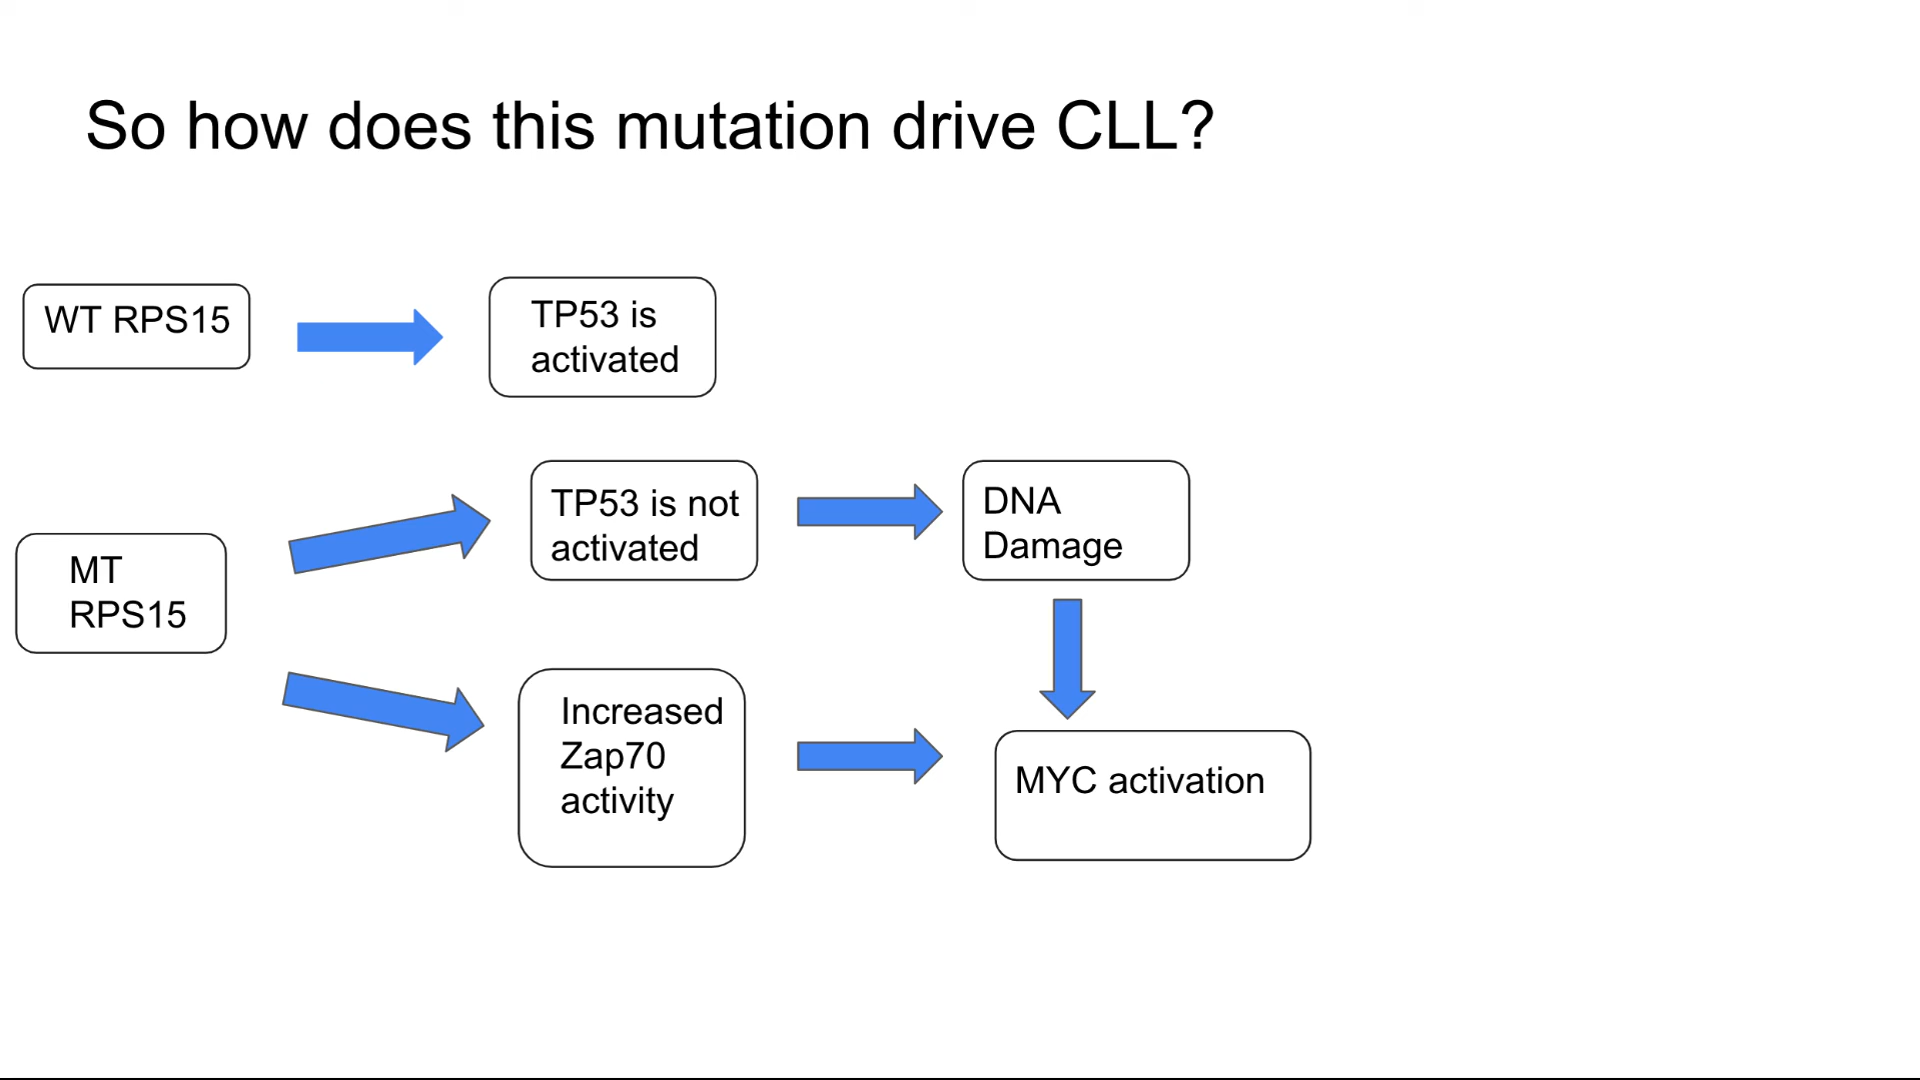 So how does this mutation drive CLL?
WT RPS15
TP53 is
activated
MT
RPS15
TP53 is not
activated
DNA
Damage
Increased
Zap70
activity
MYC activation